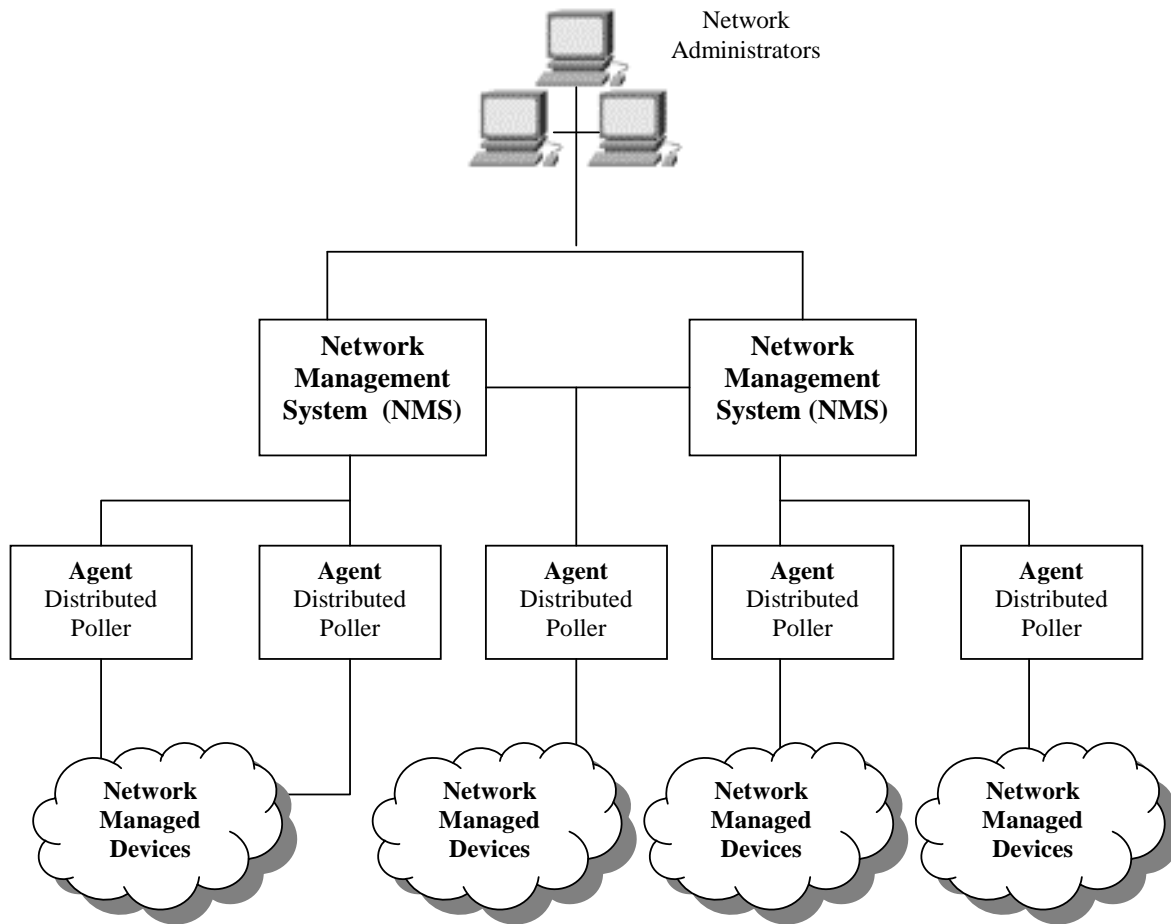 Network
Administrators
Network
Management
System (NMS)
Network
Management
System (NMS)
Agent
Distributed
Poller
Agent
Distributed
Poller
Agent
Distributed
Poller
Agent
Distributed
Poller
Agent
Distributed
Poller
Network
Managed
Devices
Network
Managed
Devices
Network
Managed
Devices
Network
Managed
Devices